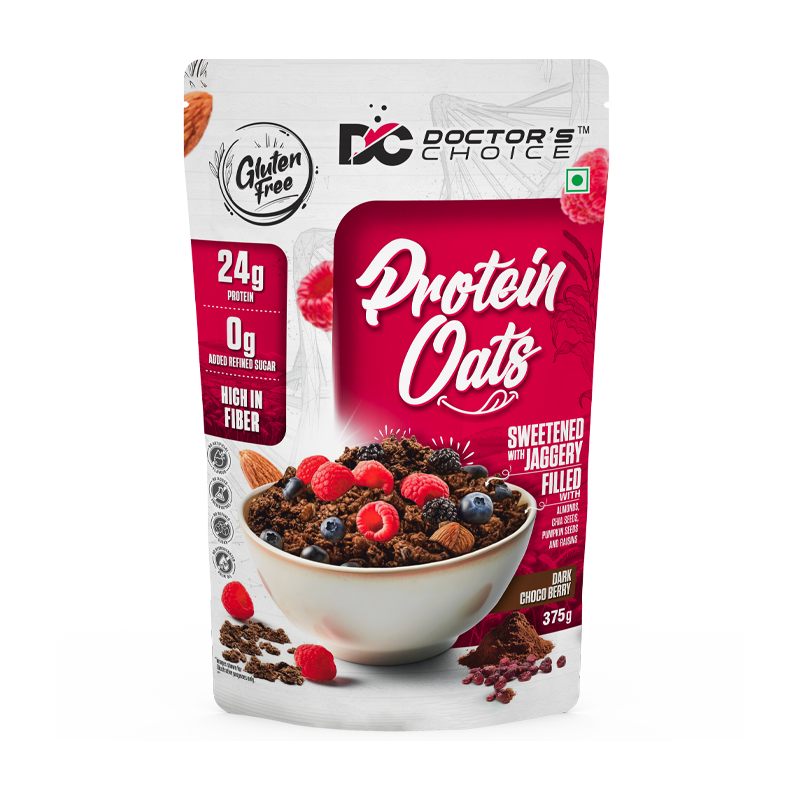 DC DOCTOR'S™
CHOICE
Gluten
Free
24g
PROTEIN
0g
ADDED REFINED SUGAR
HIGH IN
FIBER
Protein
Oats
SWEETENED
WITH JAGGERY
FILLED
WITH
ALMONDS,
CHIA SEEDS,
PUMPKIN SEEDS
AND RAISINS
DARK
CHOCO BERRY
375g